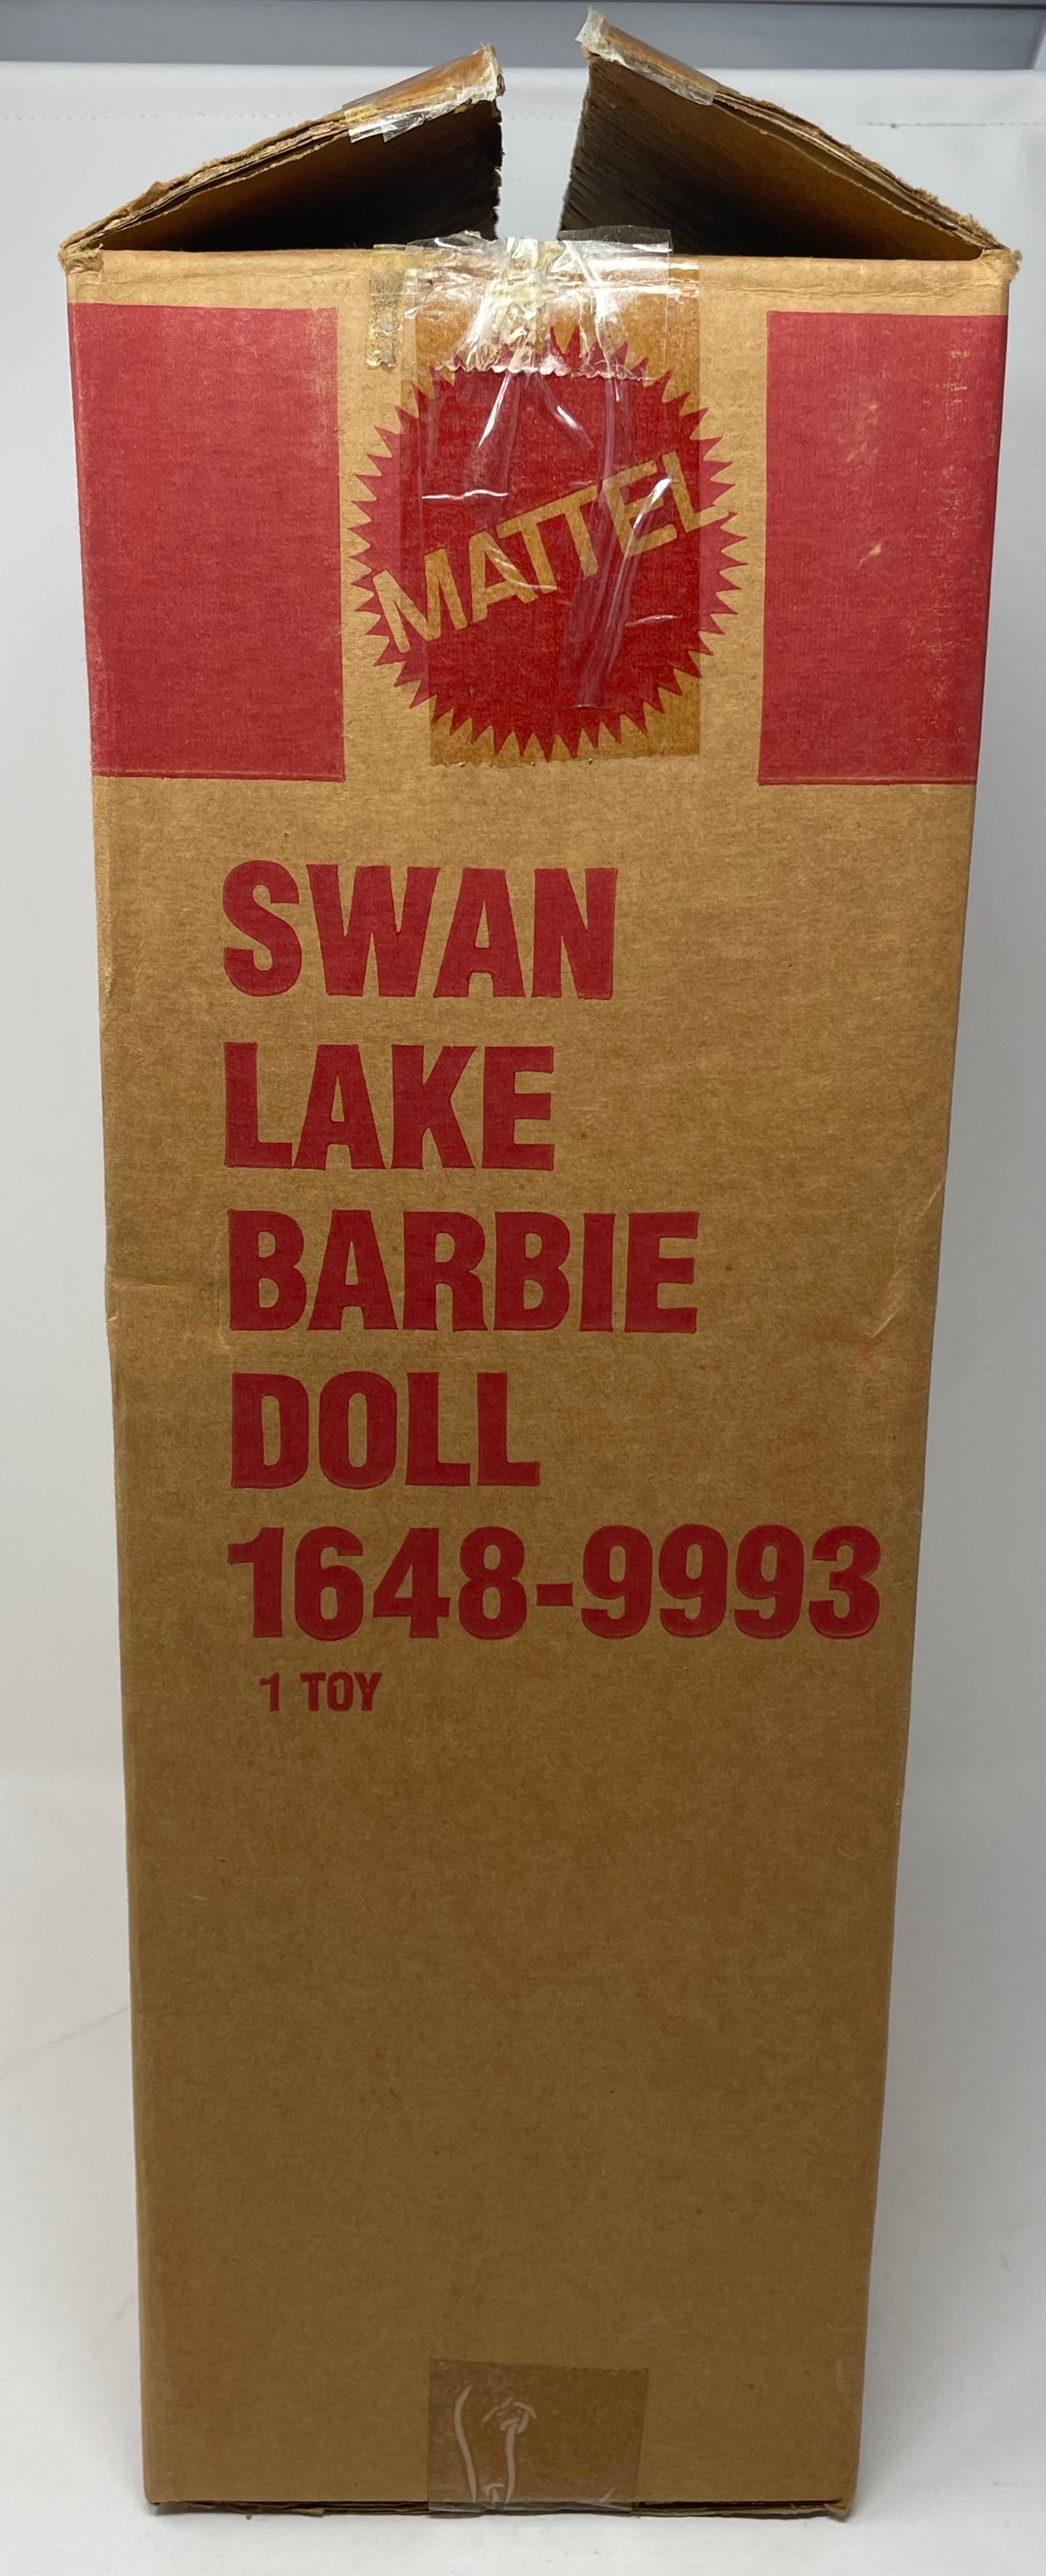 MATTEL
SWAN
LAKE
BARBIE
DOLL
1648-9993
1 TOY